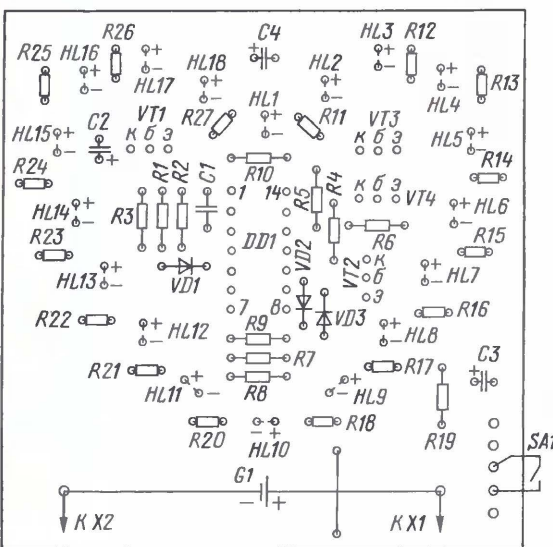 R26
C4
HL3
R12
R25
HL16
HL17
HL18
HL2
HL4
R13
VT1
к б э
R27
HL1
R11
VT3
к б э
HL15
C2
HL5
R24
R3
R1
R2
C1
R10
R14
1
14
R5
R4
к б э
VT4
HL14
HL6
R23
DD1
VD2
R6
R15
HL13
VD1
VT2
к
б
э
HL7
R22
7
8
VD3
R16
HL12
R9
HL8
R21
R7
R17
C3
HL11
R8
HL9
R20
HL10
R18
R19
SA1
G1
К X2
К X1